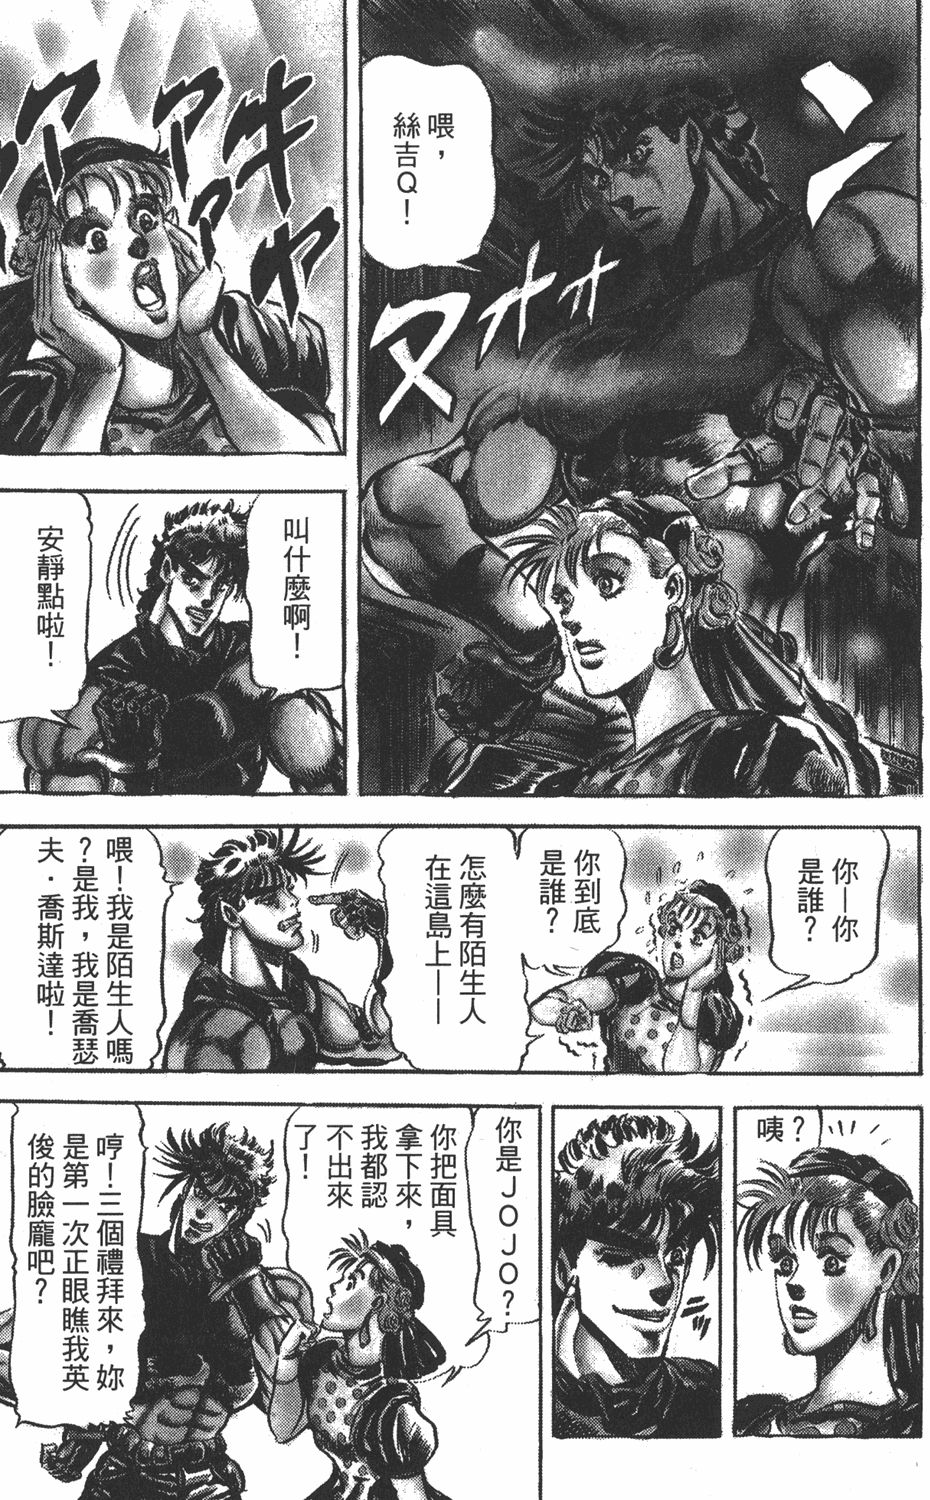 喂，
絲吉Q！
ヌオオ
キャアアアア
叫什麼啊！
安靜點啦！
你─你
是誰？
你到底
是誰？
怎麼有陌生人
在這島上──
喂！我是陌生人嗎
？是我，我是喬瑟
夫．喬斯達啦！
咦？
你是ＪＯＪＯ？
你把面具
拿下來，
我都認
不出來
了！
哼！三個禮拜來，妳
是第一次正眼瞧我英
俊的臉龐吧？